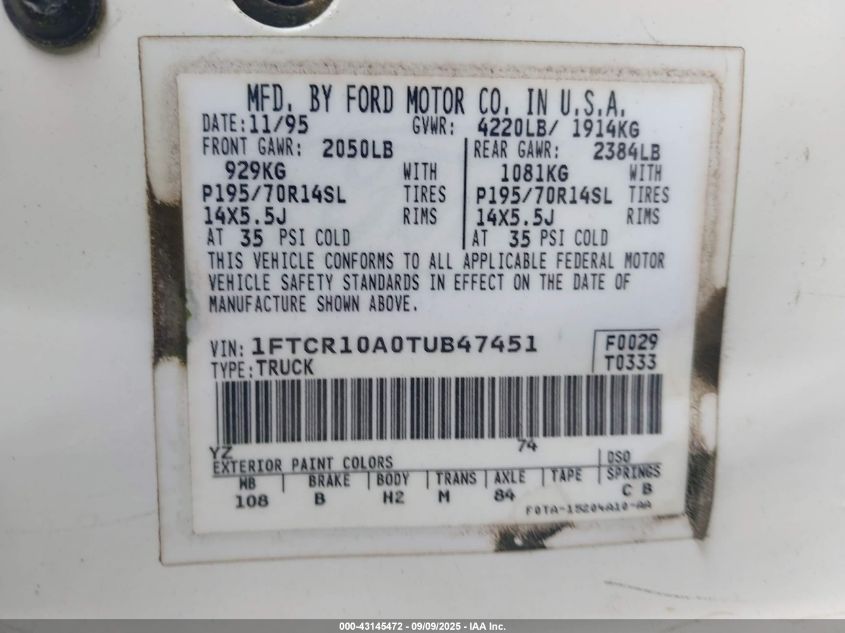 MFD. BY FORD MOTOR CO. IN U.S.A.
DATE: 11/95 GVWR: 4220LB/ 1914KG
FRONT GAWR: 2050LB REAR GAWR: 2384LB
929KG WITH 1081KG WITH
P195/70R14SL TIRES P195/70R14SL TIRES
14X5.5J RIMS 14X5.5J RIMS
AT 35 PSI COLD AT 35 PSI COLD
THIS VEHICLE CONFORMS TO ALL APPLICABLE FEDERAL MOTOR
VEHICLE SAFETY STANDARDS IN EFFECT ON THE DATE OF
MANUFACTURE SHOWN ABOVE.
VIN: 1FTCR10A0TUB47451 F0029
TYPE: TRUCK T0333
YZ 74
EXTERIOR PAINT COLORS DSO
WB BRAKE BODY TRANS AXLE TAPE SPRINGS
108 B H2 M 84 C B
F0TA-15204A10-AA
000-43145472 - 09/09/2025 - IAA Inc.